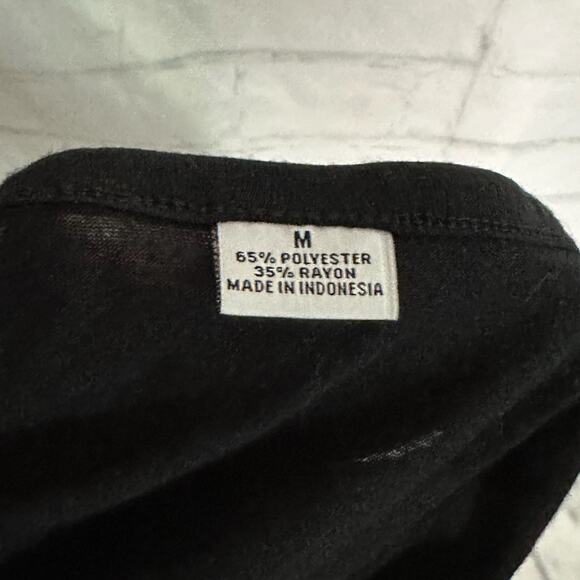 M
65% POLYESTER
35% RAYON
MADE IN INDONESIA